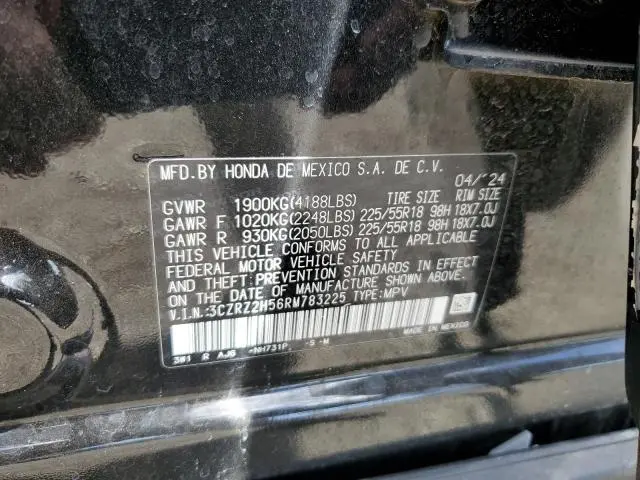 MFD.BY HONDA DE MEXICO S.A. DE C.V.
04/'24
GVWR 1900KG(4188LBS) TIRE SIZE RIM SIZE
GAWR F 1020KG(2248LBS) 225/55R18 98H 18X7.0J
GAWR R 930KG(2050LBS) 225/55R18 98H 18X7.0J
THIS VEHICLE CONFORMS TO ALL APPLICABLE
FEDERAL MOTOR VEHICLE SAFETY
AND THEFT PREVENTION STANDARDS IN EFFECT
ON THE DATE OF MANUFACTURE SHOWN ABOVE.
V.I.N.:3CZRZ2H56RM783225 TYPE:MPV
MADE IN MEXICO
3W1 R AJG -NH731P -S-M